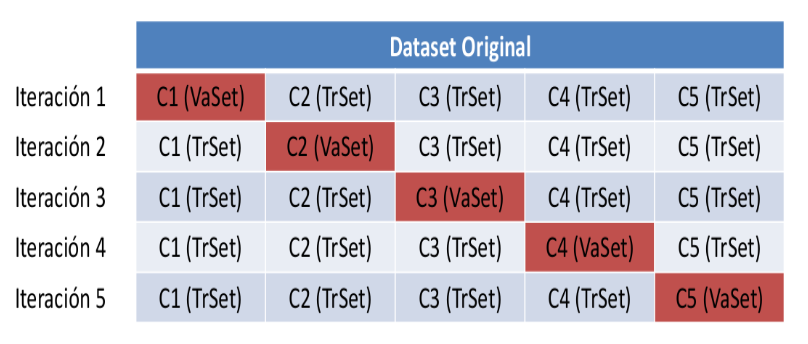 Dataset Original
Iteración 1 C1 (VaSet) C2 (TrSet) C3 (TrSet) C4 (TrSet) C5 (TrSet)
Iteración 2 C1 (TrSet) C2 (VaSet) C3 (TrSet) C4 (TrSet) C5 (TrSet)
Iteración 3 C1 (TrSet) C2 (TrSet) C3 (VaSet) C4 (TrSet) C5 (TrSet)
Iteración 4 C1 (TrSet) C2 (TrSet) C3 (TrSet) C4 (VaSet) C5 (TrSet)
Iteración 5 C1 (TrSet) C2 (TrSet) C3 (TrSet) C4 (TrSet) C5 (VaSet)